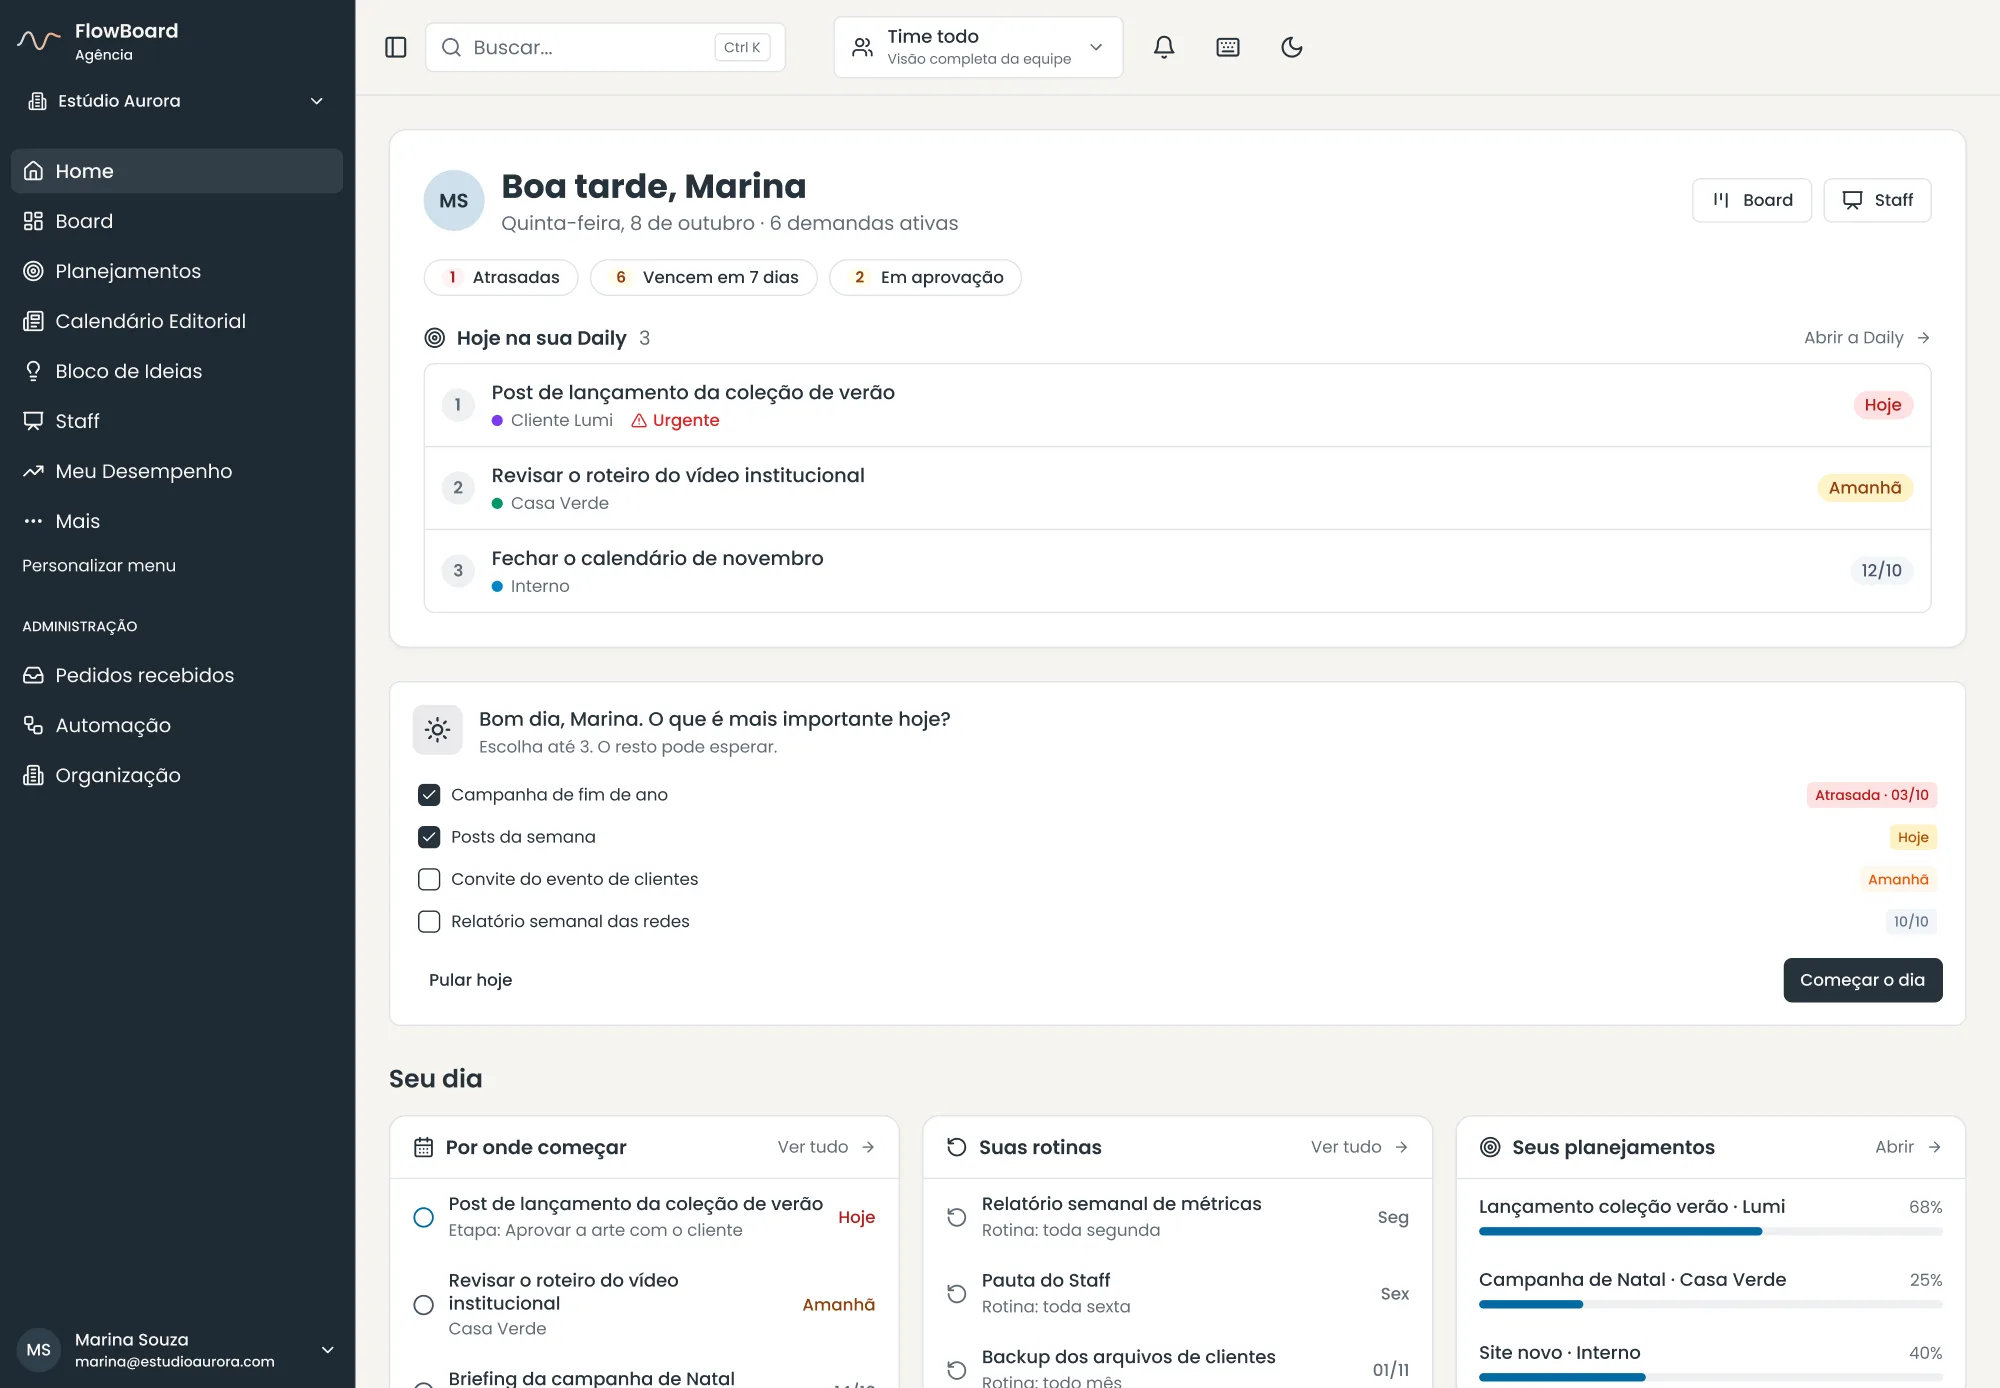 FlowBoard
Agência
Estúdio Aurora
Home
Board
Planejamentos
Calendário Editorial
Bloco de Ideias
Staff
Meu Desempenho
Mais
Personalizar menu
ADMINISTRAÇÃO
Pedidos recebidos
Automação
Organização
MS
Marina Souza
marina@estudioaurora.com
Buscar...
Ctrl K
Time todo
Visão completa da equipe
MS
Boa tarde, Marina
Quinta-feira, 8 de outubro · 6 demandas ativas
Board
Staff
1 Atrasadas
6 Vencem em 7 dias
2 Em aprovação
Hoje na sua Daily 3
Abrir a Daily
1
Post de lançamento da coleção de verão
Cliente Lumi
Urgente
Hoje
2
Revisar o roteiro do vídeo institucional
Casa Verde
Amanhã
3
Fechar o calendário de novembro
Interno
12/10
Bom dia, Marina. O que é mais importante hoje?
Escolha até 3. O resto pode esperar.
Campanha de fim de ano
Atrasada · 03/10
Posts da semana
Hoje
Convite do evento de clientes
Amanhã
Relatório semanal das redes
10/10
Pular hoje
Começar o dia
Seu dia
Por onde começar
Ver tudo
Post de lançamento da coleção de verão
Etapa: Aprovar a arte com o cliente
Hoje
Revisar o roteiro do vídeo
institucional
Casa Verde
Amanhã
Briefing da campanha de Natal
Suas rotinas
Ver tudo
Relatório semanal de métricas
Rotina: toda segunda
Seg
Pauta do Staff
Rotina: toda sexta
Sex
Backup dos arquivos de clientes
Rotina: todo mês
01/11
Seus planejamentos
Abrir
Lançamento coleção verão · Lumi
68%
Campanha de Natal · Casa Verde
25%
Site novo · Interno
40%